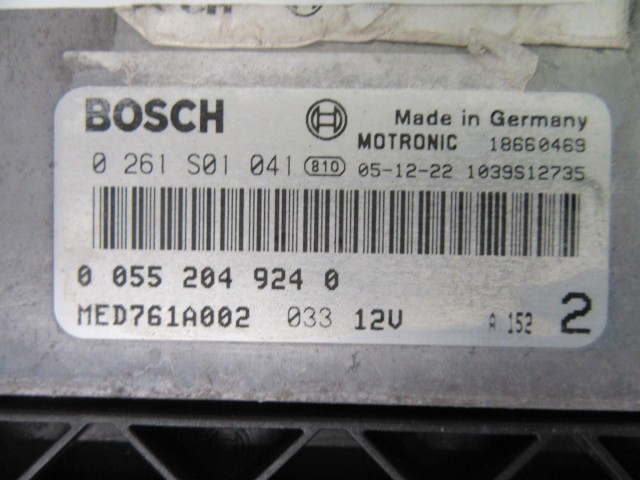 BOSCH
BOSCH Made in Germany
MOTRONIC 18660469
0 261 S01 041 810 05-12-22 1039S12735
0 055 204 924 0
MED761A002 033 12V A 152 2